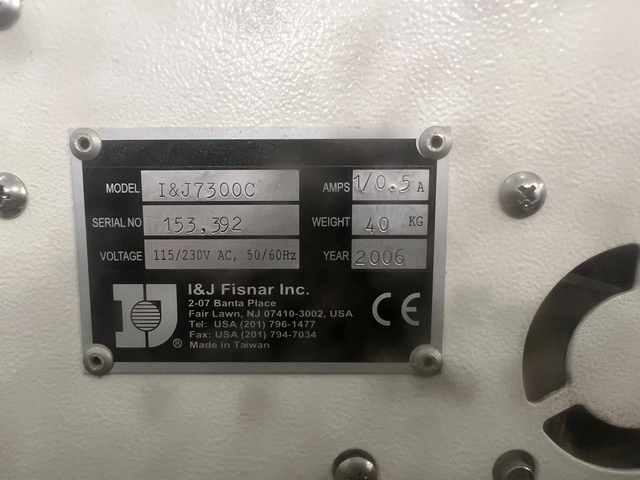 MODEL I&J7300C AMPS 1/0.5 A
SERIAL NO 153,392 WEIGHT 40 KG
VOLTAGE 115/230V AC, 50/60Hz YEAR 2006
I&J Fisnar Inc.
2-07 Banta Place
Fair Lawn, NJ 07410-3002, USA
Tel: USA (201) 796-1477
Fax: USA (201) 794-7034
® Made in Taiwan
CE